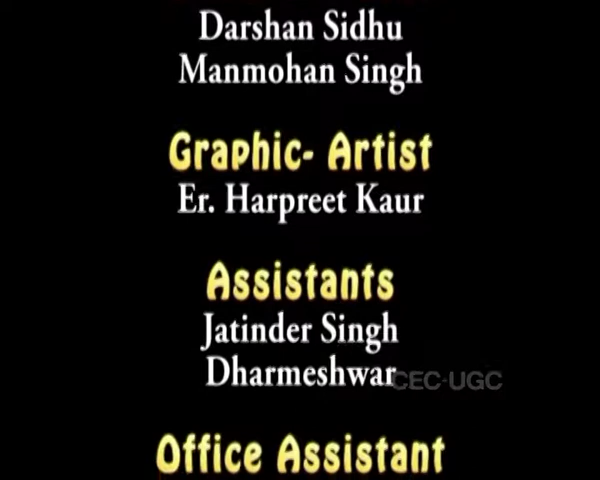 Darshan Sidhu
Manmohan Singh
Graphic- Artist
Er. Harpreet Kaur
Assistants
Jatinder Singh
Dharmeshwar
CEC-UGC
Office Assistant